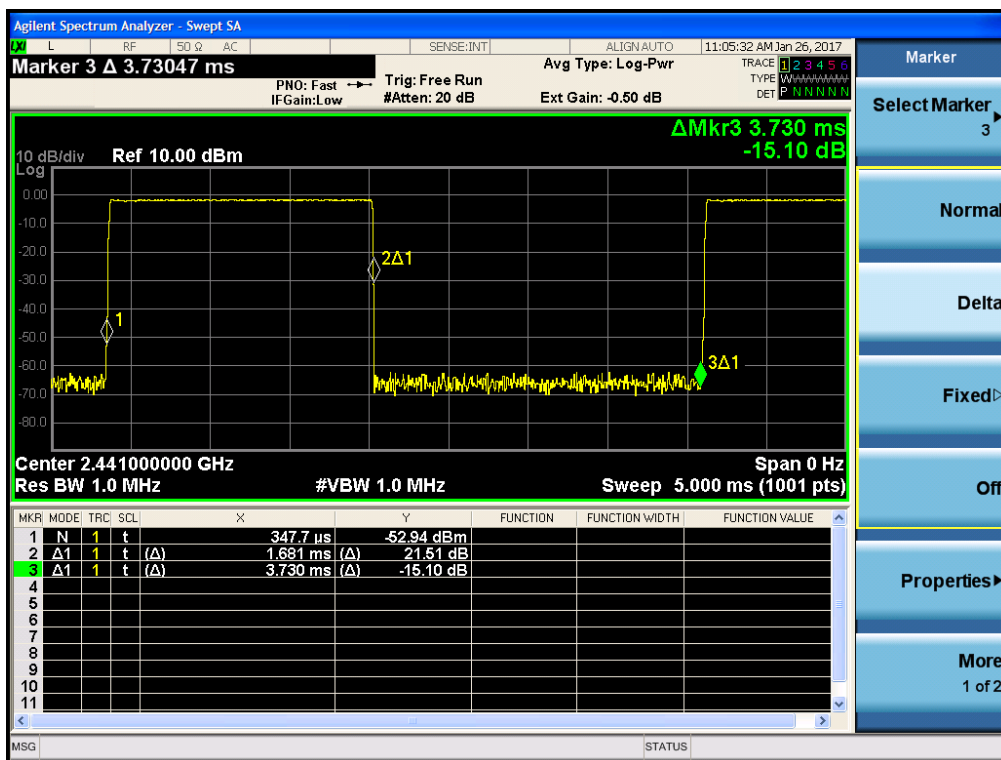 Agilent Spectrum Analyzer - Swept SA
LXI L RF 50 Ω AC SENSE:INT ALIGN AUTO 11:05:32 AM Jan 26, 2017
Marker 3 Δ 3.73047 ms
PNO: Fast
IFGain:Low
Trig: Free Run
#Atten: 20 dB
Avg Type: Log-Pwr
Ext Gain: -0.50 dB
TRACE 1 2 3 4 5 6
TYPE WWWWWW
DET P N N N N N
ΔMkr3 3.730 ms
-15.10 dB
10 dB/div Ref 10.00 dBm
Log
0.00
-10.0
-20.0
-30.0
-40.0
-50.0
-60.0
-70.0
-80.0
1
2Δ1
3Δ1
Center 2.441000000 GHz Span 0 Hz
Res BW 1.0 MHz #VBW 1.0 MHz Sweep 5.000 ms (1001 pts)
MKR MODE TRC SCL X Y FUNCTION FUNCTION WIDTH FUNCTION VALUE
1 N 1 t 347.7 µs -52.94 dBm
2 Δ1 1 t (Δ) 1.681 ms (Δ) 21.51 dB
3 Δ1 1 t (Δ) 3.730 ms (Δ) -15.10 dB
4
5
6
7
8
9
10
11
MSG STATUS
Marker
Select Marker
3
Normal
Delta
Fixed
Off
Properties
More
1 of 2